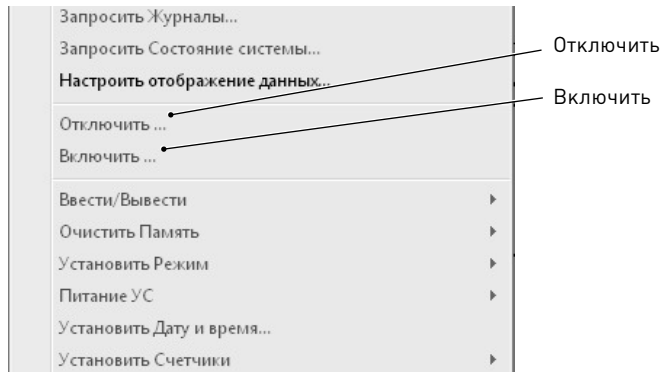 Запросить Журналы...
Запросить Состояние системы...
Настроить отображение данных...
Отключить ...
Включить ...
Ввести/Вывести
Очистить Память
Установить Режим
Питание УС
Установить Дату и время...
Установить Счетчики
Отключить
Включить